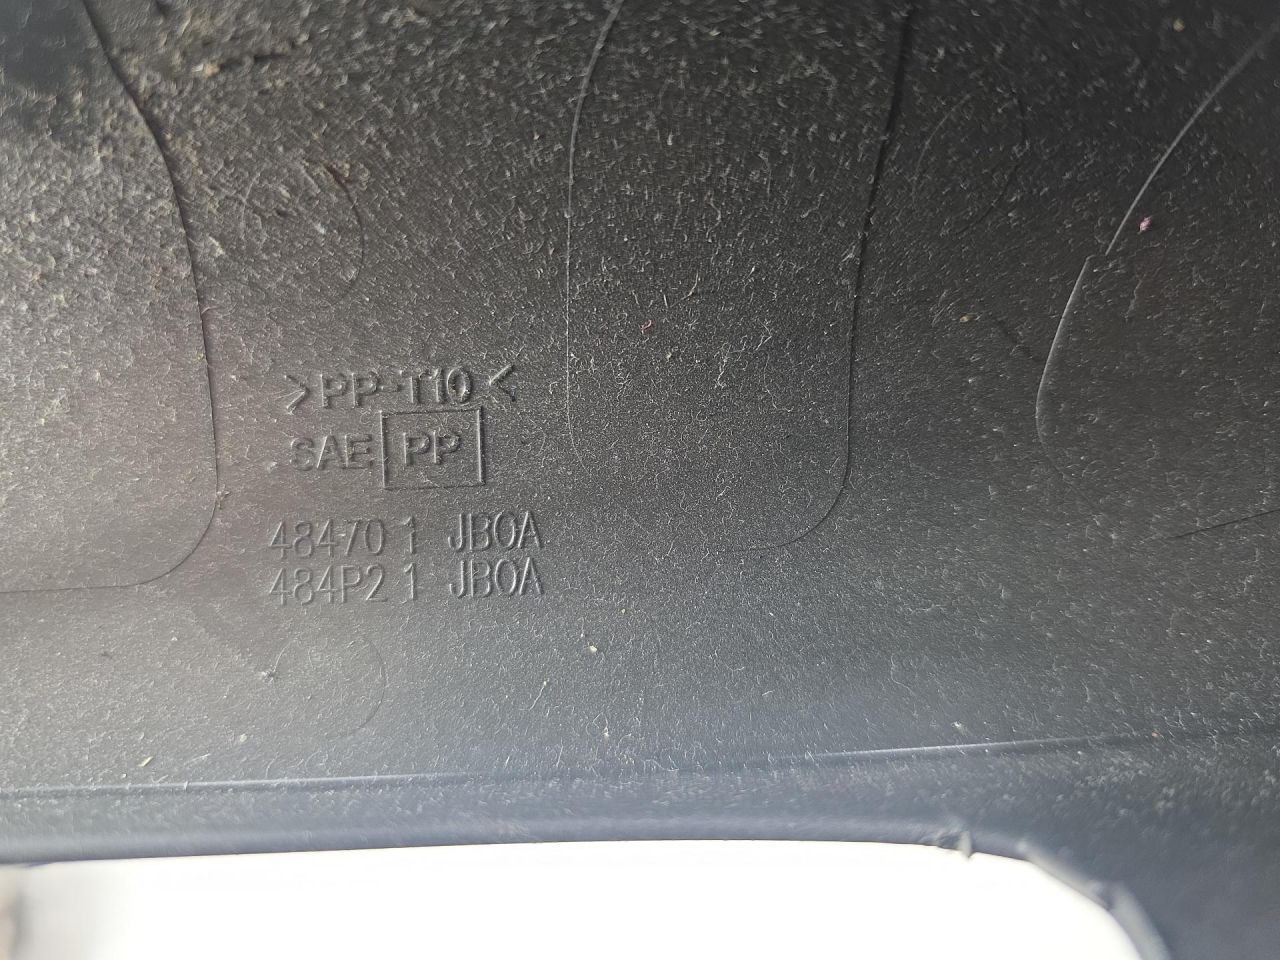 >PP-T10<
SAE PP
48470 1 JB0A
484P2 1 JB0A